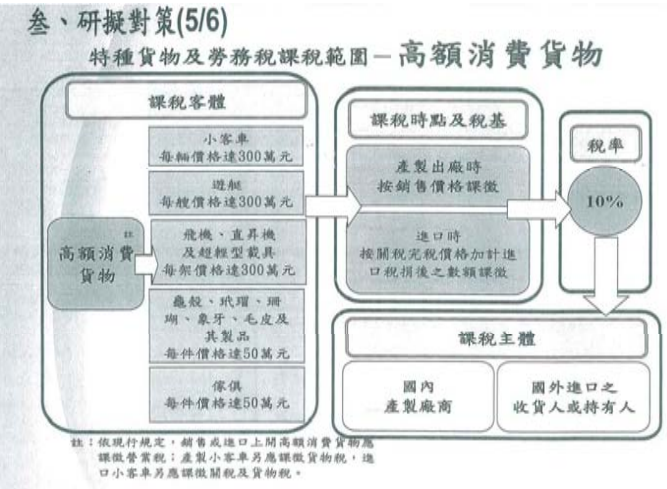 參、研擬對策(5/6)
特種貨物及勞務稅課稅範圍－高額消費貨物
課稅客體
小客車
每輛價格達300萬元
遊艇
每艘價格達300萬元
註
高額消費
貨物
飛機、直昇機
及超輕型載具
每架價格達300萬元
龜殼、玳瑁、珊
瑚、象牙、毛皮及
其製品
每件價格達50萬元
傢俱
每件價格達50萬元
課稅時點及稅基
產製出廠時
按銷售價格課徵
進口時
按關稅完稅價格加計進
口稅捐後之數額課徵
稅率
10%
課稅主體
國內
產製廠商
國外進口之
收貨人或持有人
註：依現行規定，銷售或進口上開高額消費貨物應
課徵營業稅；產製小客車另應課徵貨物稅，進
口小客車另應課徵關稅及貨物稅。